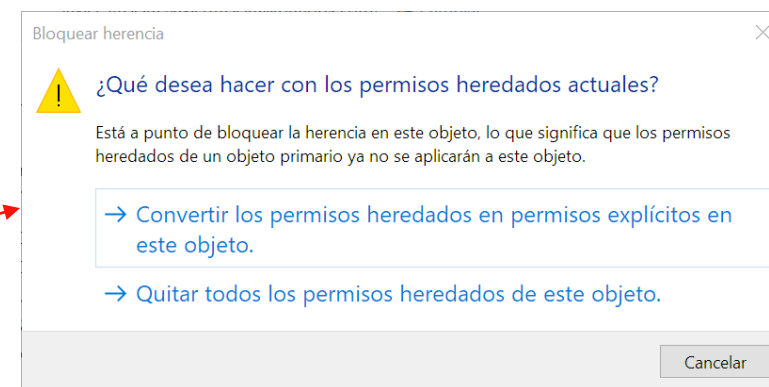 Bloquear herencia
¿Qué desea hacer con los permisos heredados actuales?
Está a punto de bloquear la herencia en este objeto, lo que significa que los permisos
heredados de un objeto primario ya no se aplicarán a este objeto.
→ Convertir los permisos heredados en permisos explícitos en
este objeto.
→ Quitar todos los permisos heredados de este objeto.
Cancelar